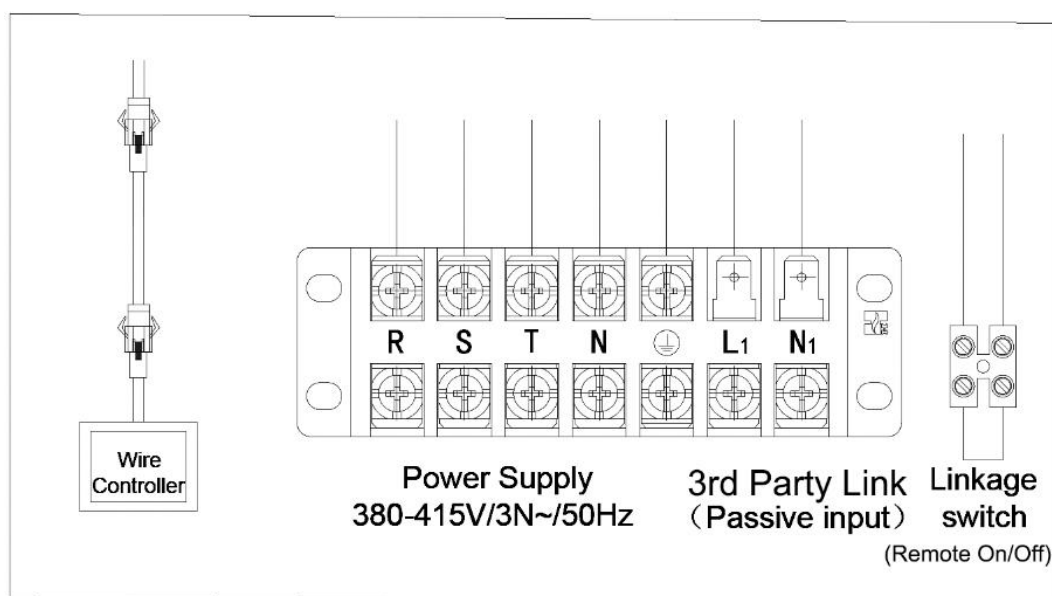 R S T N L1 N1
Wire
Controller
Power Supply
380-415V/3N~/50Hz
3rd Party Link
(Passive input)
Linkage
switch
(Remote On/Off)